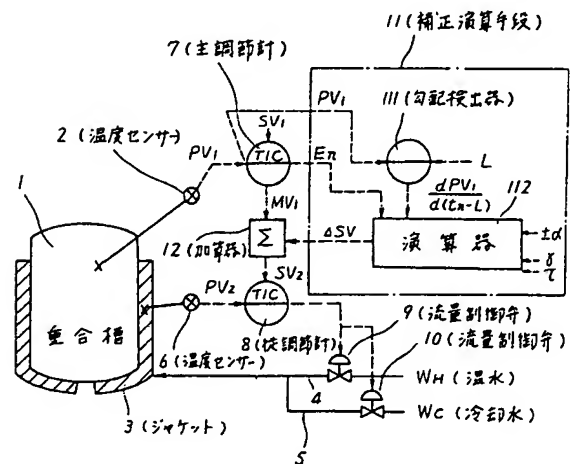 11(補正演算手段)
7(主調節計)
PV₁
111(勾配検出器)
SV₁
2(温度センサー)
PV₁
TIC
En
L
1
MV₁
dPV₁
d(tn-L)
112
12(加算器)
Σ
ΔSV
演算器
±α
γ
τ
SV₂
PV₂
TIC
9(流量制御弁)
重合槽
8(従調節計)
10(流量制御弁)
6(温度センサー)
WH(温水)
4
3(ジャケット)
WC(冷却水)
5